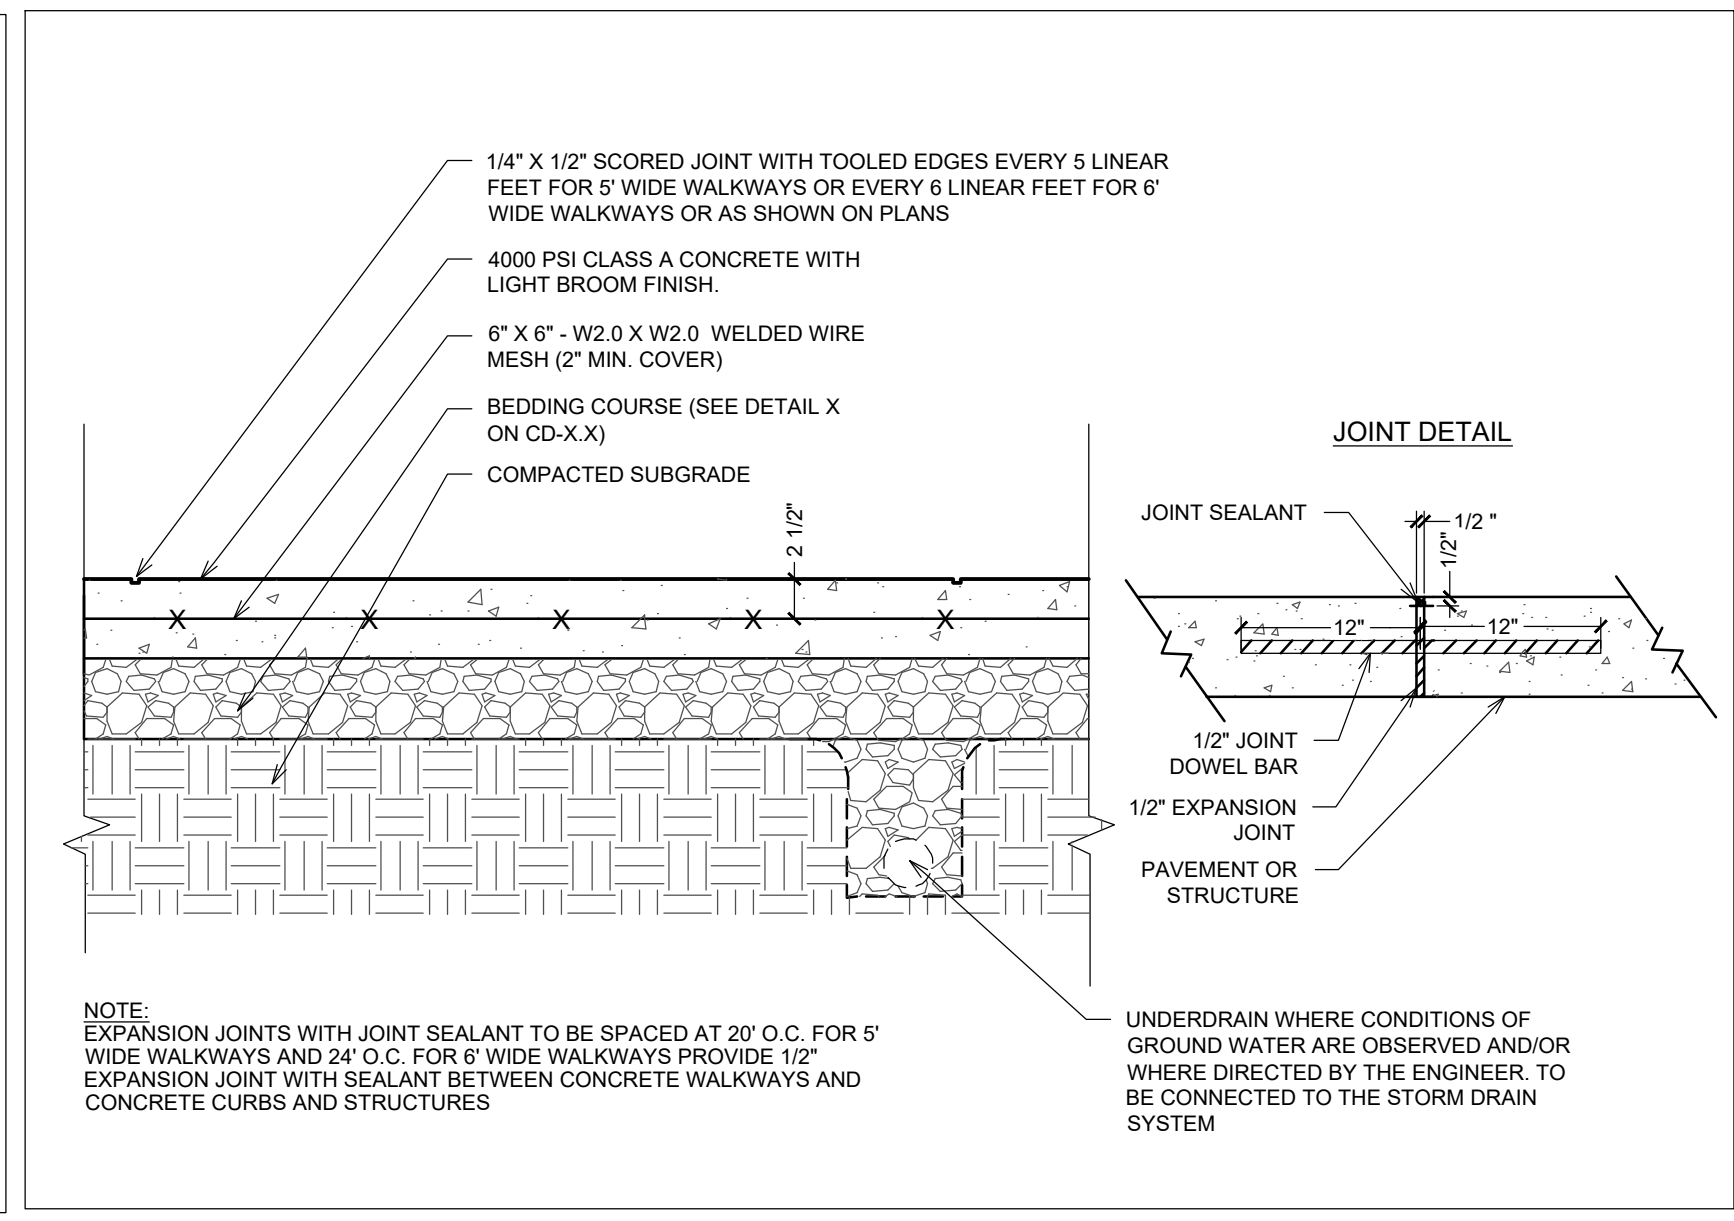 1/4" X 1/2" SCORED JOINT WITH TOOLED EDGES EVERY 5 LINEAR
FEET FOR 5' WIDE WALKWAYS OR EVERY 6 LINEAR FEET FOR 6'
WIDE WALKWAYS OR AS SHOWN ON PLANS
4000 PSI CLASS A CONCRETE WITH
LIGHT BROOM FINISH.
6" X 6" - W2.0 X W2.0 WELDED WIRE
MESH (2" MIN. COVER)
BEDDING COURSE (SEE DETAIL X
ON CD-X.X)
COMPACTED SUBGRADE
2 1/2"
X X X X X
JOINT DETAIL
JOINT SEALANT
1/2 "
1/2"
12" 12"
1/2" JOINT
DOWEL BAR
1/2" EXPANSION
JOINT
PAVEMENT OR
STRUCTURE
NOTE:
EXPANSION JOINTS WITH JOINT SEALANT TO BE SPACED AT 20' O.C. FOR 5'
WIDE WALKWAYS AND 24' O.C. FOR 6' WIDE WALKWAYS PROVIDE 1/2"
EXPANSION JOINT WITH SEALANT BETWEEN CONCRETE WALKWAYS AND
CONCRETE CURBS AND STRUCTURES
UNDERDRAIN WHERE CONDITIONS OF
GROUND WATER ARE OBSERVED AND/OR
WHERE DIRECTED BY THE ENGINEER. TO
BE CONNECTED TO THE STORM DRAIN
SYSTEM